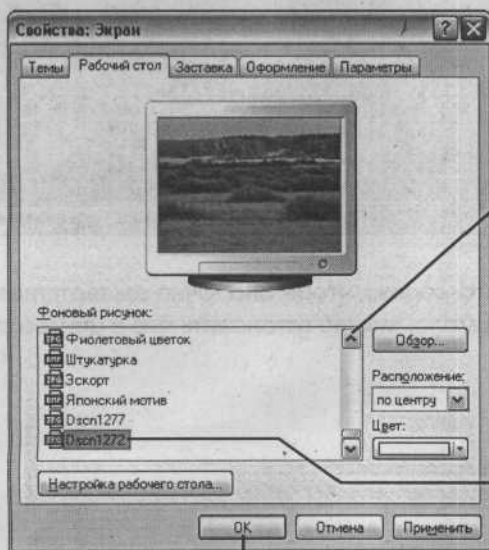 Свойства: Экран
Темы Рабочий стол Заставка Оформление Параметры
Фоновый рисунок:
Фиолетовый цветок
Штукатурка
Эскорт
Японский мотив
Dscn1277
Dscn1272
Обзор...
Расположение:
по центру
Цвет:
Настройка рабочего стола...
ОК Отмена Применить